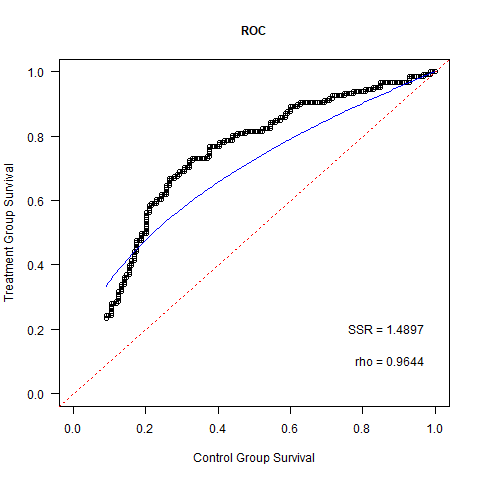 ROC
Treatment Group Survival
1.0
0.8
0.6
0.4
0.2
0.0
SSR = 1.4897
rho = 0.9644
0.0 0.2 0.4 0.6 0.8 1.0
Control Group Survival